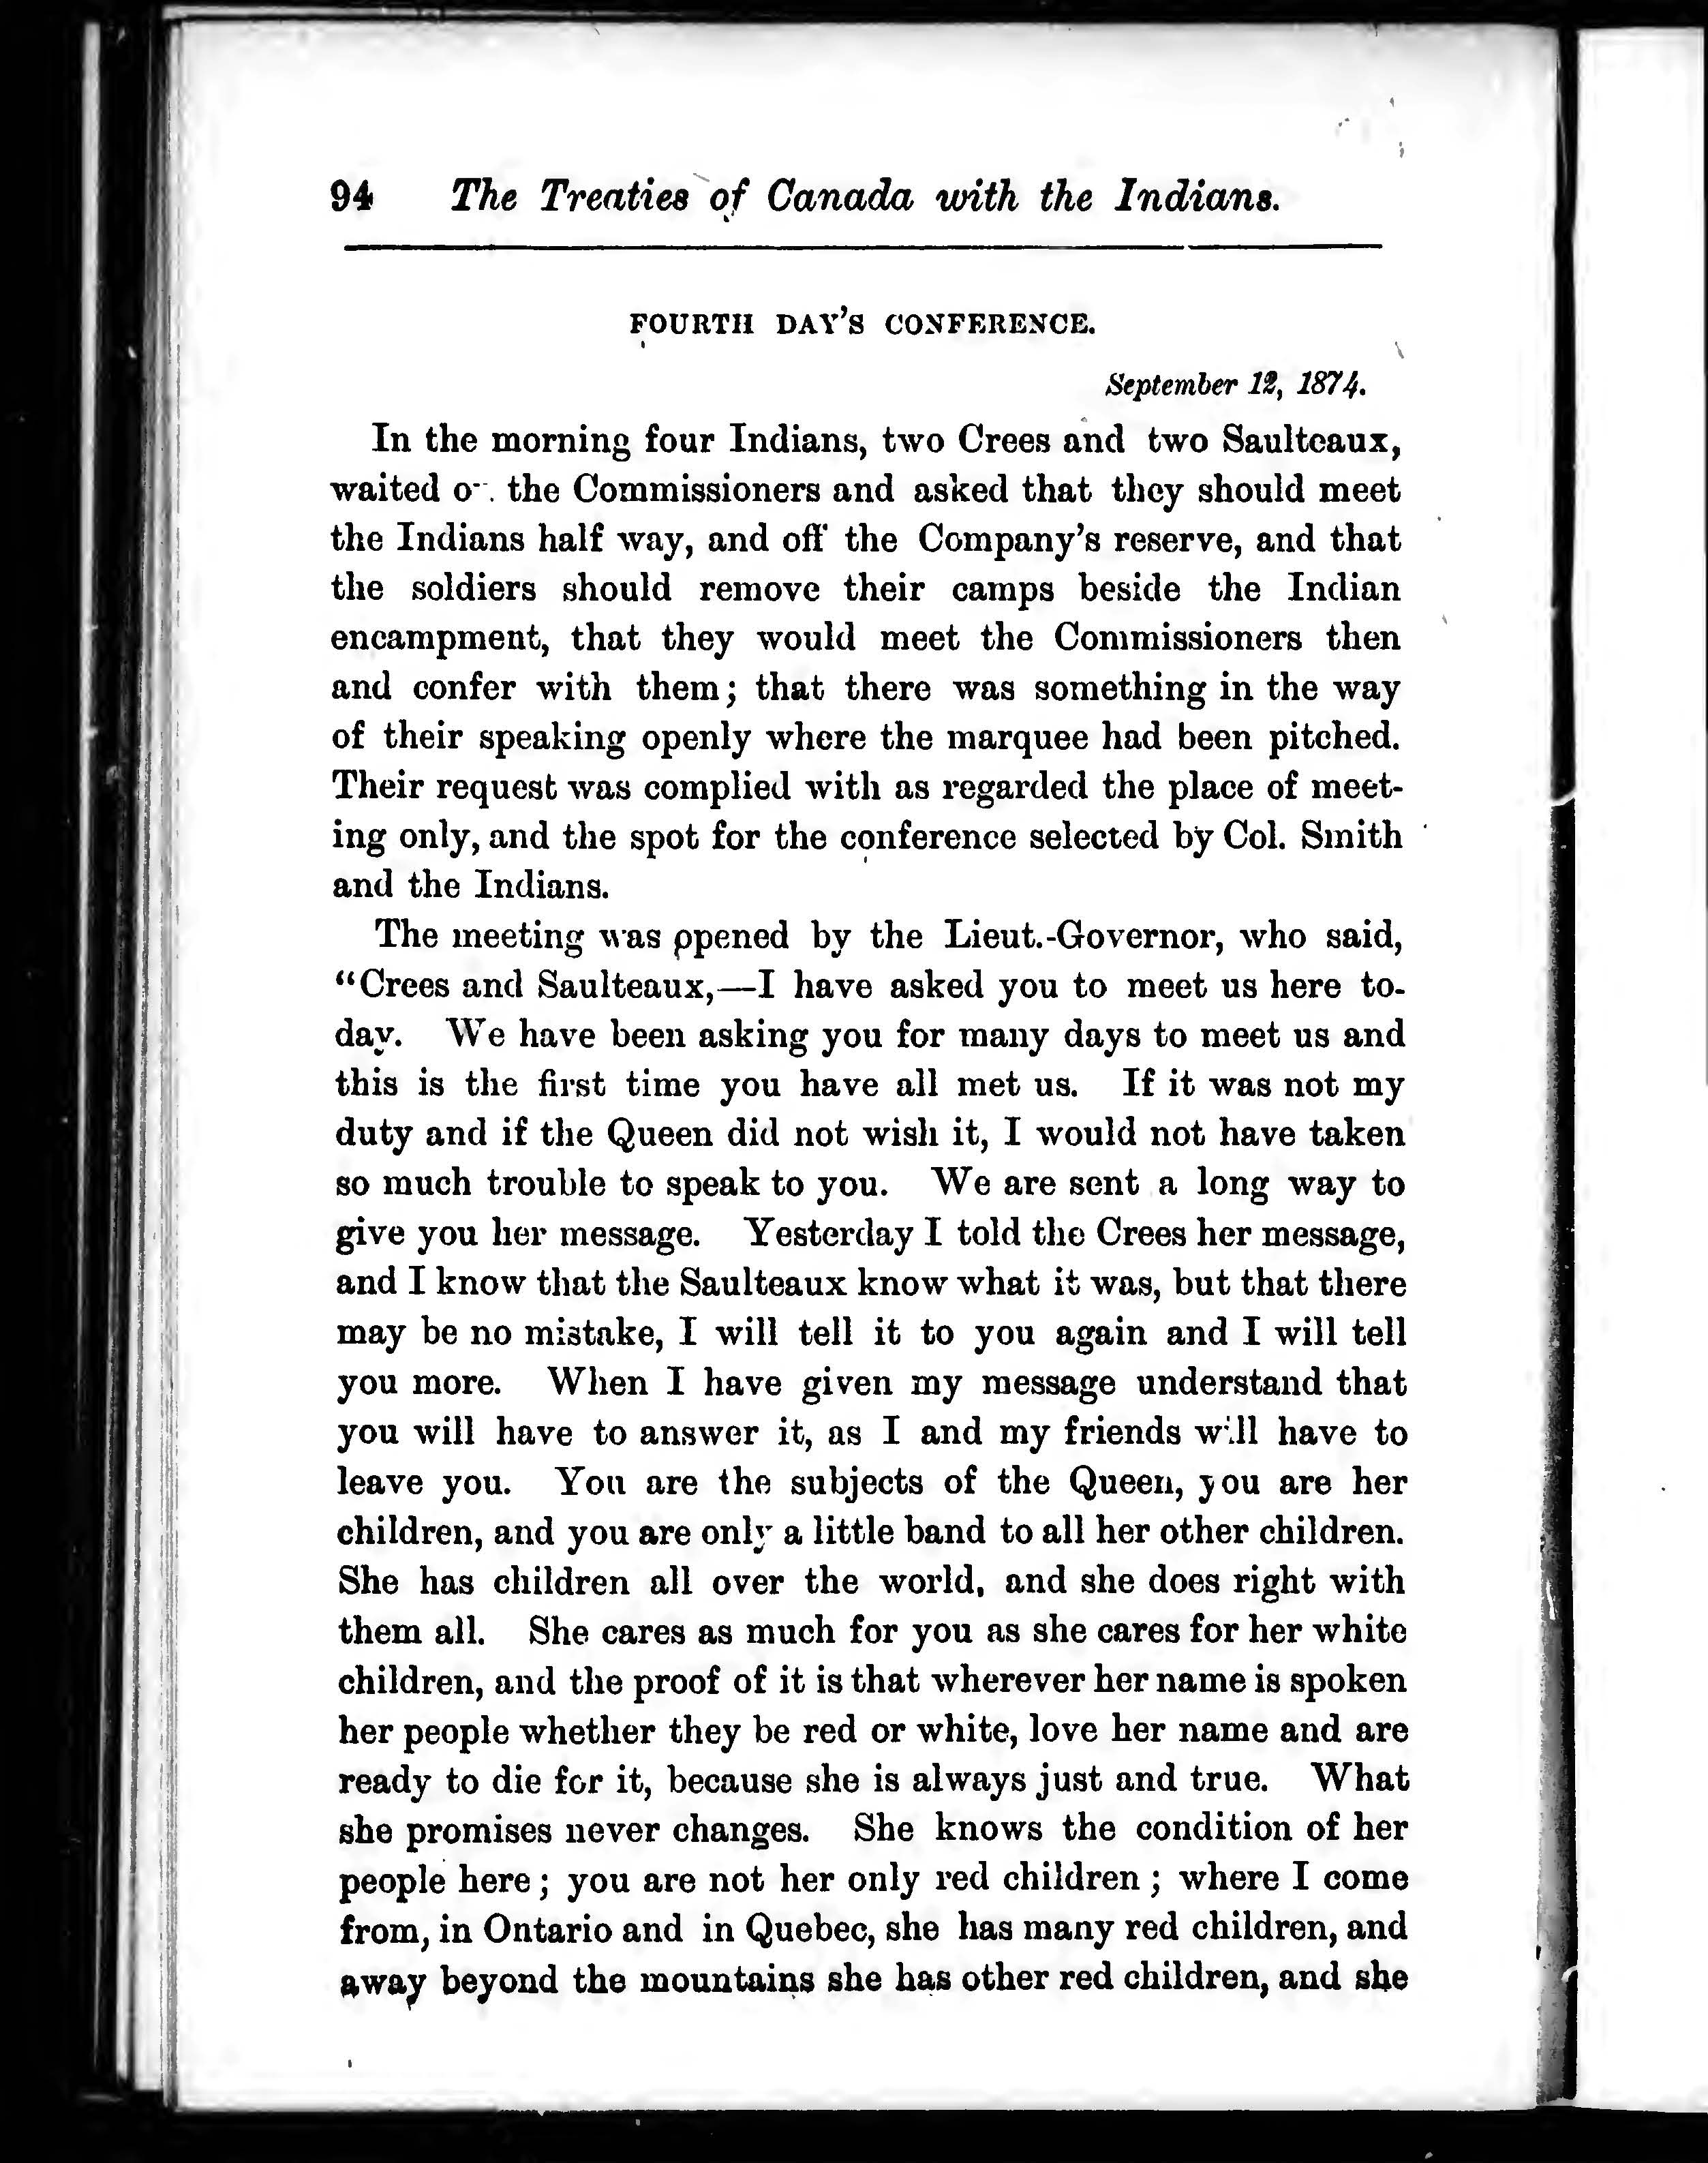 94 The Treaties of Canada with the Indians.
FOURTH DAY'S CONFERENCE.
September 12, 1874.
In the morning four Indians, two Crees and two Saulteaux,
waited on the Commissioners and asked that they should meet
the Indians half way, and off the Company's reserve, and that
the soldiers should remove their camps beside the Indian
encampment, that they would meet the Commissioners then
and confer with them; that there was something in the way
of their speaking openly where the marquee had been pitched.
Their request was complied with as regarded the place of meet-
ing only, and the spot for the conference selected by Col. Smith
and the Indians.
The meeting was opened by the Lieut.-Governor, who said,
"Crees and Saulteaux,—I have asked you to meet us here to-
day. We have been asking you for many days to meet us and
this is the first time you have all met us. If it was not my
duty and if the Queen did not wish it, I would not have taken
so much trouble to speak to you. We are sent a long way to
give you her message. Yesterday I told the Crees her message,
and I know that the Saulteaux know what it was, but that there
may be no mistake, I will tell it to you again and I will tell
you more. When I have given my message understand that
you will have to answer it, as I and my friends will have to
leave you. You are the subjects of the Queen, you are her
children, and you are only a little band to all her other children.
She has children all over the world, and she does right with
them all. She cares as much for you as she cares for her white
children, and the proof of it is that wherever her name is spoken
her people whether they be red or white, love her name and are
ready to die for it, because she is always just and true. What
she promises never changes. She knows the condition of her
people here; you are not her only red children; where I come
from, in Ontario and in Quebec, she has many red children, and
away beyond the mountains she has other red children, and she